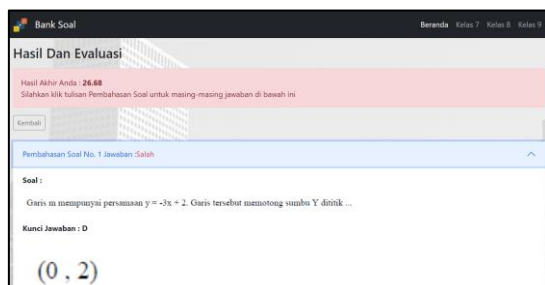 Bank Soal
Beranda Kelas 7 Kelas 8 Kelas 9
Hasil Dan Evaluasi
Hasil Akhir Anda : 26.68
Silahkan klik tulisan Pembahasan Soal untuk masing-masing jawaban di bawah ini
Kembali
Pembahasan Soal No. 1 Jawaban :Salah
Soal :
Garis m mempunyai persamaan y = -3x + 2. Garis tersebut memotong sumbu Y dititik ...
Kunci Jawaban : D
(0 , 2)